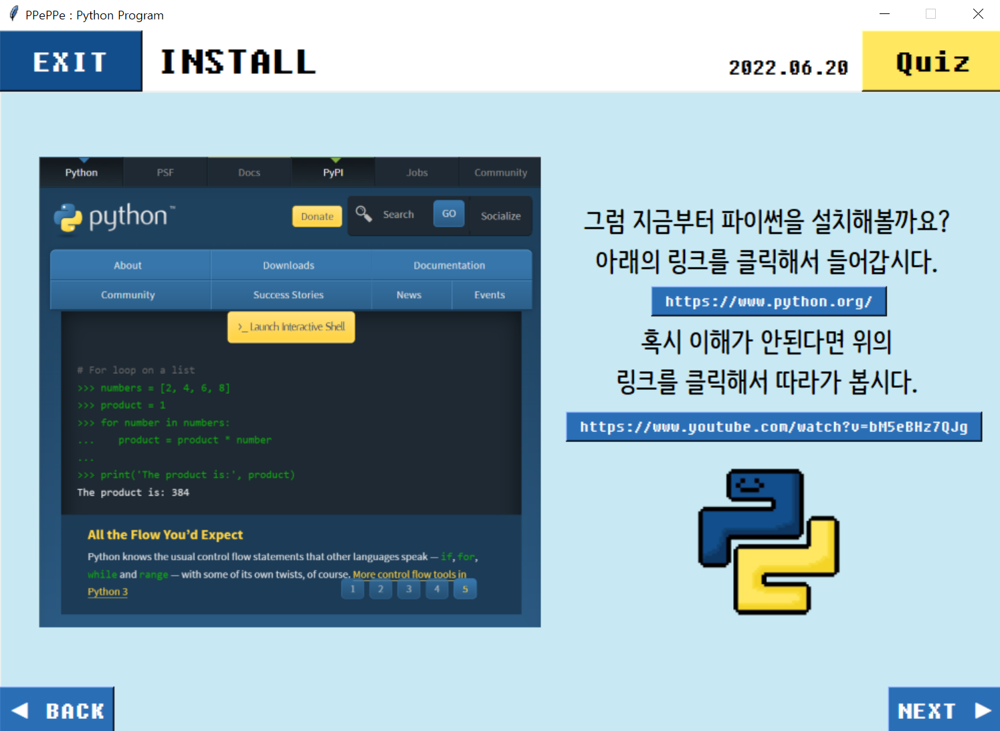 PPePPe : Python Program
EXIT
INSTALL
2022.06.20
Quiz
Python
PSF
Docs
PyPI
Jobs
Community
python™
Donate
Search
GO
Socialize
About
Downloads
Documentation
Community
Success Stories
News
Events
>_ Launch Interactive Shell
# For loop on a list
>>> numbers = [2, 4, 6, 8]
>>> product = 1
>>> for number in numbers:
...    product = product * number
...
>>> print('The product is:', product)
The product is: 384
All the Flow You'd Expect
Python knows the usual control flow statements that other languages speak — if, for,
while and range — with some of its own twists, of course. More control flow tools in
Python 3
1 2 3 4 5
그럼 지금부터 파이썬을 설치해볼까요?
아래의 링크를 클릭해서 들어갑시다.
https://www.python.org/
혹시 이해가 안된다면 위의
링크를 클릭해서 따라가 봅시다.
https://www.youtube.com/watch?v=bM5eBHz7QJg
◀ BACK
NEXT ▶